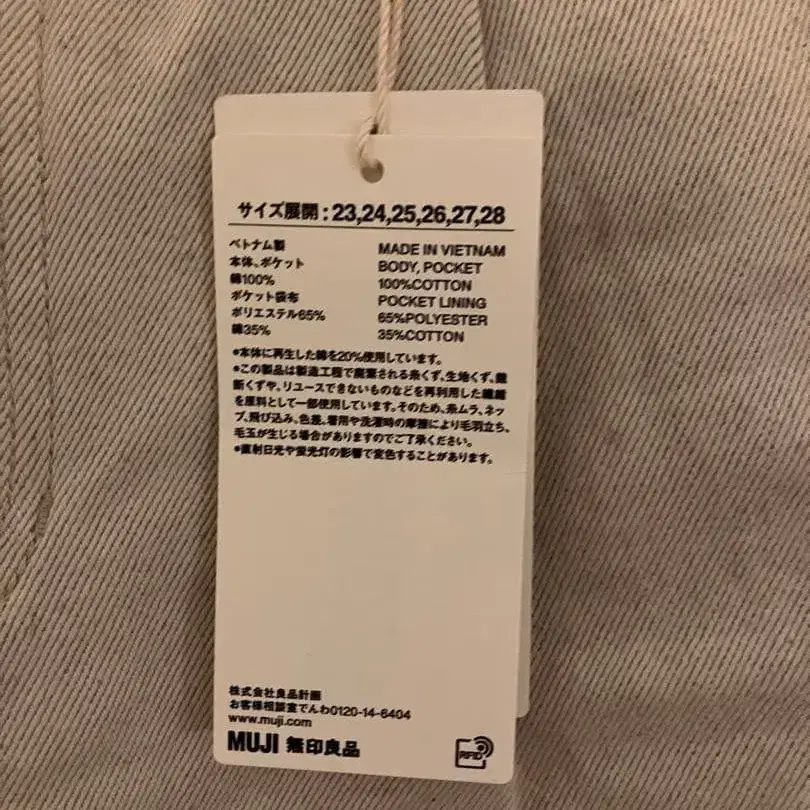 サイズ展開 : 23,24,25,26,27,28
ベトナム製 MADE IN VIETNAM
本体、ポケット BODY, POCKET
綿100% 100%COTTON
ポケット袋布 POCKET LINING
ポリエステル65% 65%POLYESTER
綿35% 35%COTTON
●本体に再生した綿を20%使用しています。
●この製品は製造工程で廃棄される糸くず、生地くず、裁
断くずや、リユースできないものなどを再利用した繊維
を原料として一部使用しています。そのため、糸ムラ、ネッ
プ、飛び込み、色差、着用や洗濯時の摩擦により毛羽立ち、
毛玉が生じる場合がありますのでご了承ください。
●直射日光や蛍光灯の影響で変色することがあります。
株式会社良品計画
お客様相談室でんわ0120-14-6404
www.muji.com
MUJI 無印良品
RFID